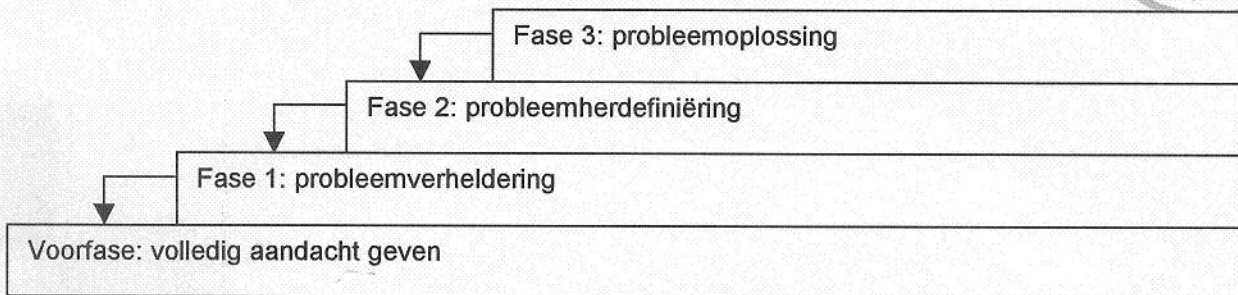 Fase 3: probleemoplossing
Fase 2: probleemherdefiniëring
Fase 1: probleemverheldering
Voorfase: volledig aandacht geven